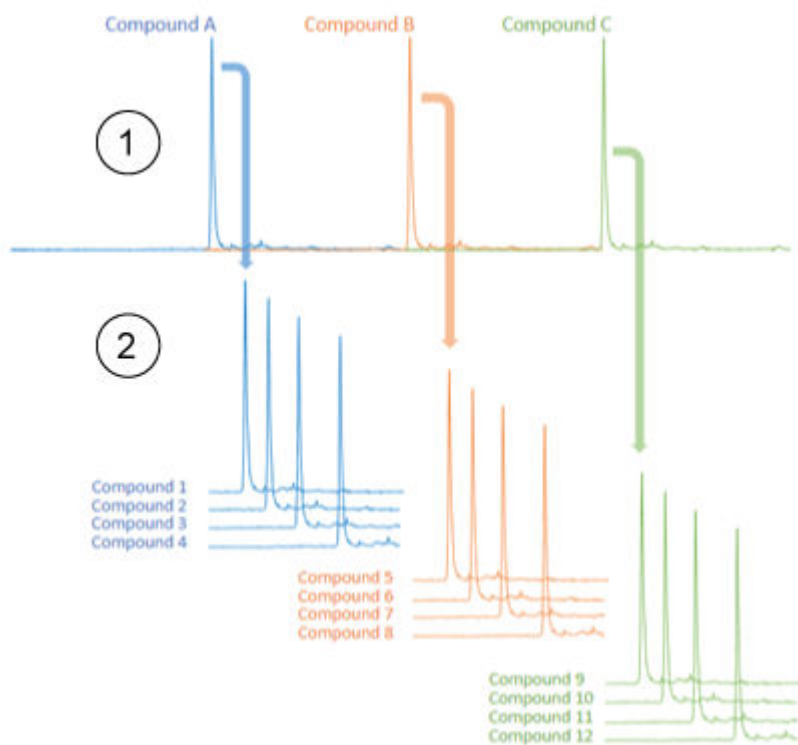 Compound A
Compound B
Compound C
1
2
Compound 1
Compound 2
Compound 3
Compound 4
Compound 5
Compound 6
Compound 7
Compound 8
Compound 9
Compound 10
Compound 11
Compound 12